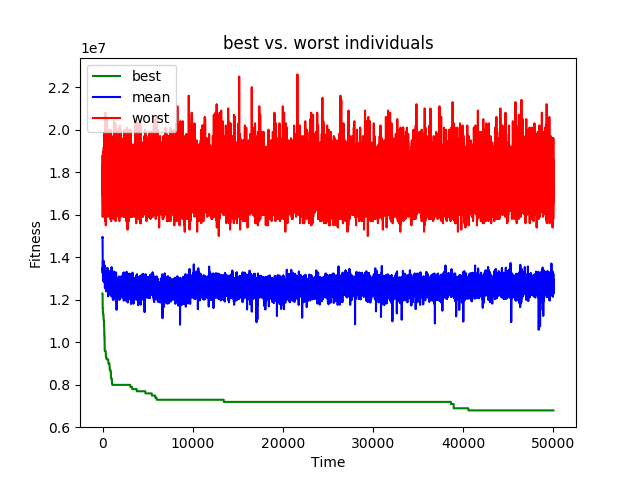 best vs. worst individuals
1e7
best
mean
worst
2.2
2.0
1.8
1.6
1.4
1.2
1.0
0.8
0.6
Fitness
0 10000 20000 30000 40000 50000
Time